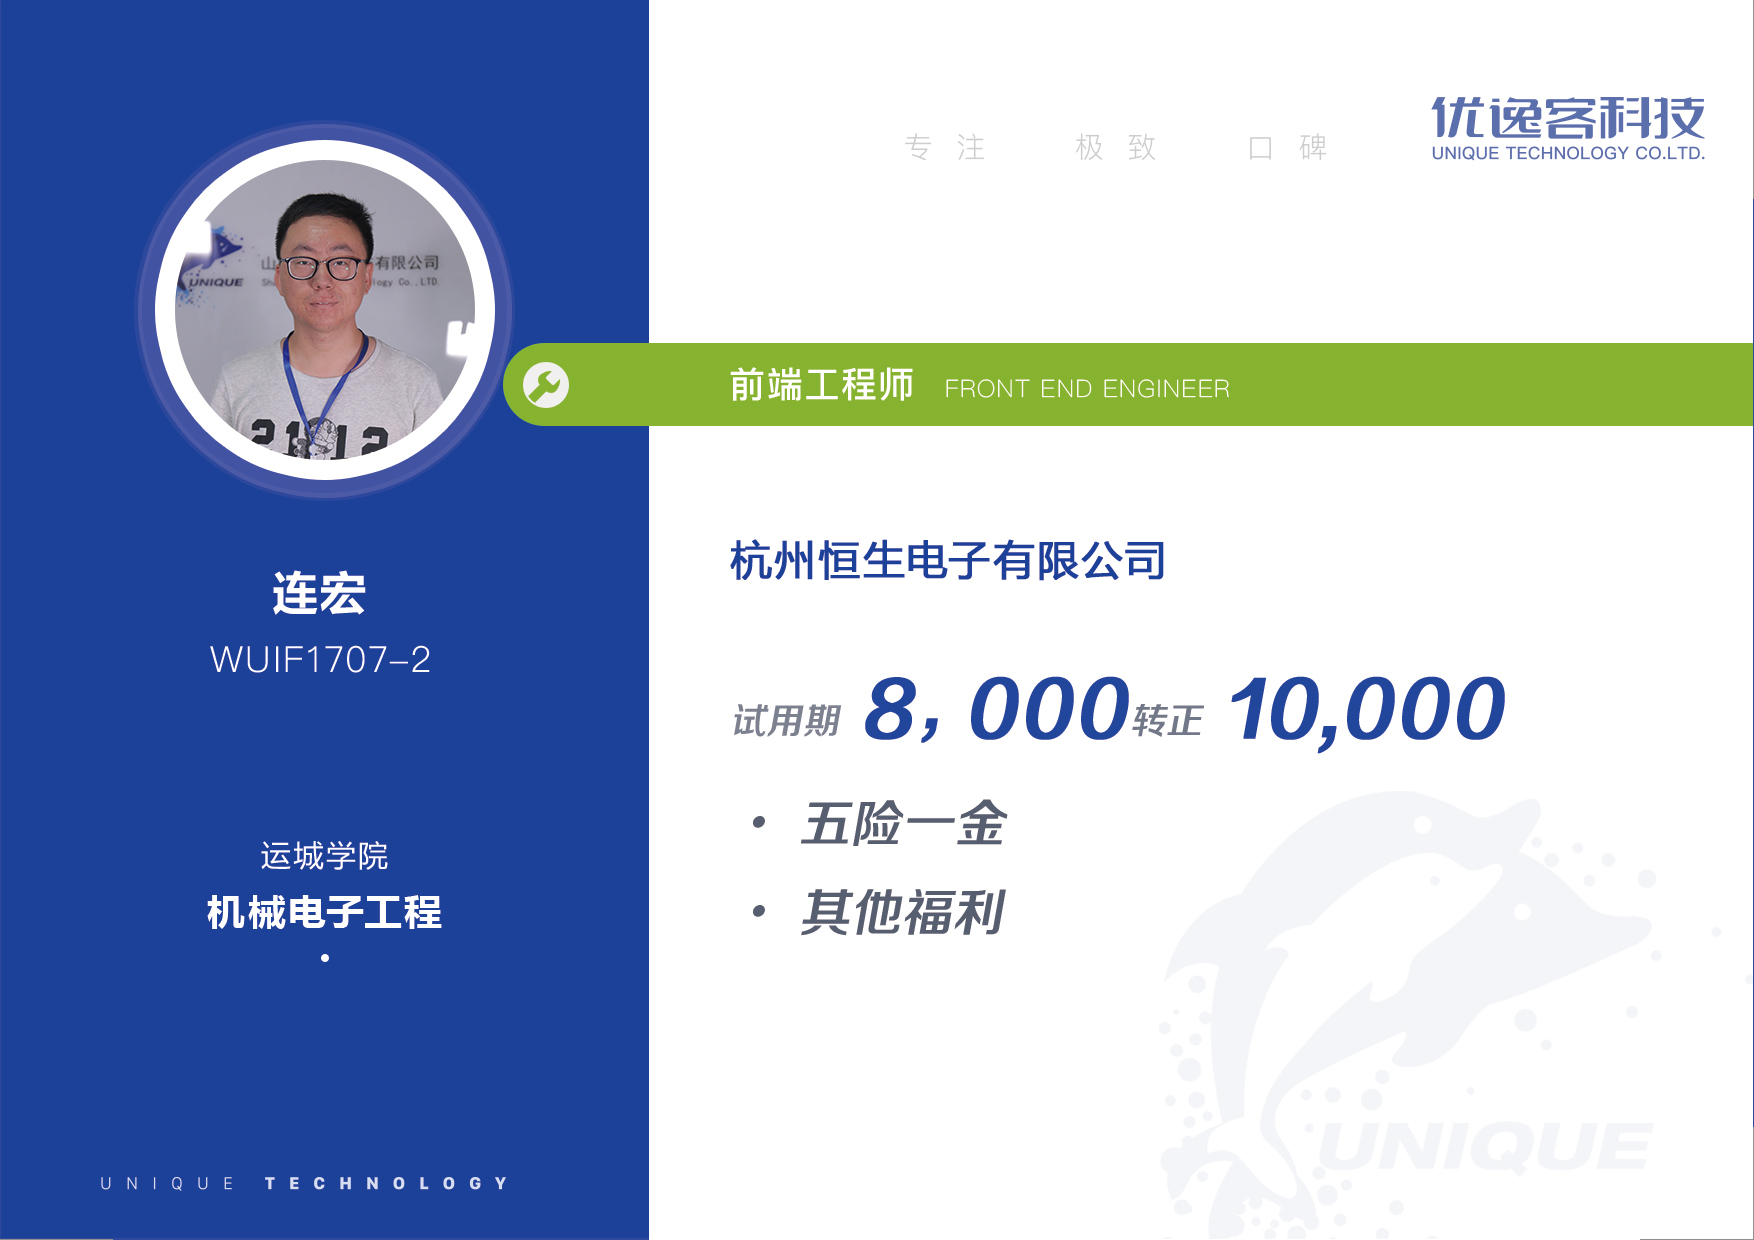 专注 极致 口碑
优逸客科技
UNIQUE TECHNOLOGY CO.LTD.
UNIQUE
山
有限公司
logy Co.,LTD.
2112
前端工程师 FRONT END ENGINEER
连宏
WUIF1707-2
运城学院
机械电子工程
杭州恒生电子有限公司
试用期 8，000 转正 10,000
• 五险一金
• 其他福利
UNIQUE
UNIQUE TECHNOLOGY